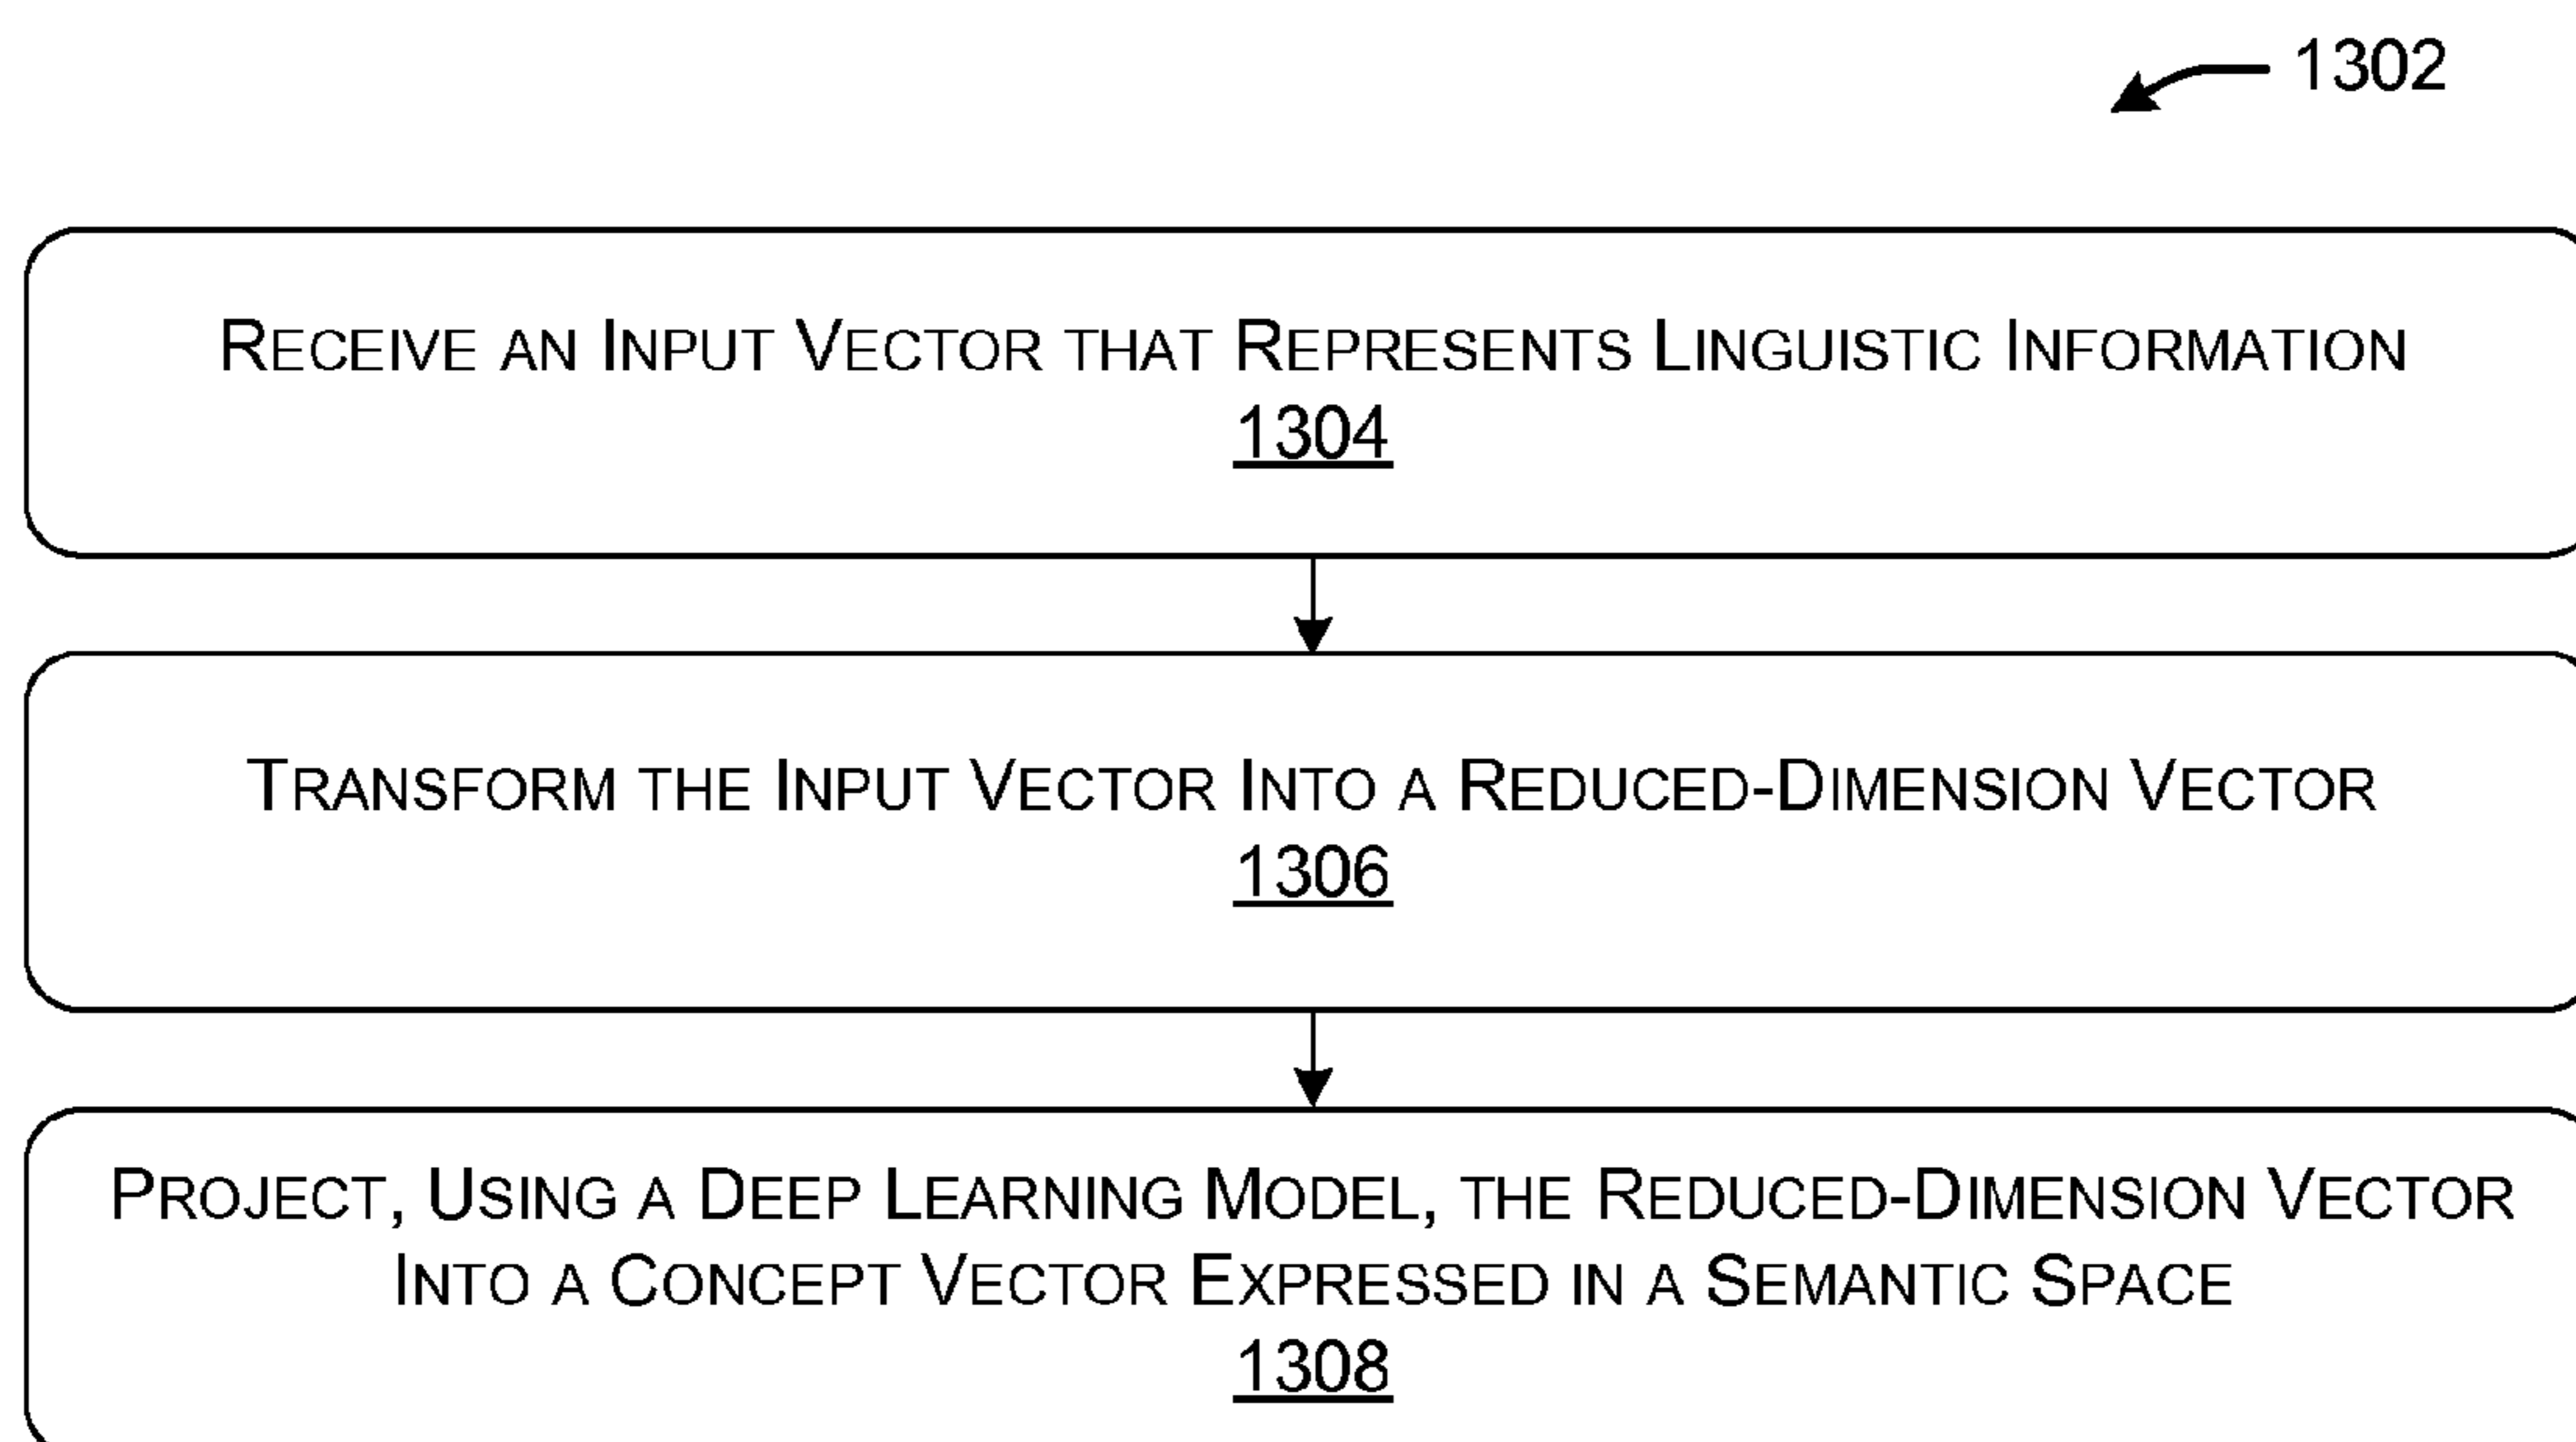 1302
RECEIVE AN INPUT VECTOR THAT REPRESENTS LINGUISTIC INFORMATION
1304
TRANSFORM THE INPUT VECTOR INTO A REDUCED-DIMENSION VECTOR
1306
PROJECT, USING A DEEP LEARNING MODEL, THE REDUCED-DIMENSION VECTOR
INTO A CONCEPT VECTOR EXPRESSED IN A SEMANTIC SPACE
1308